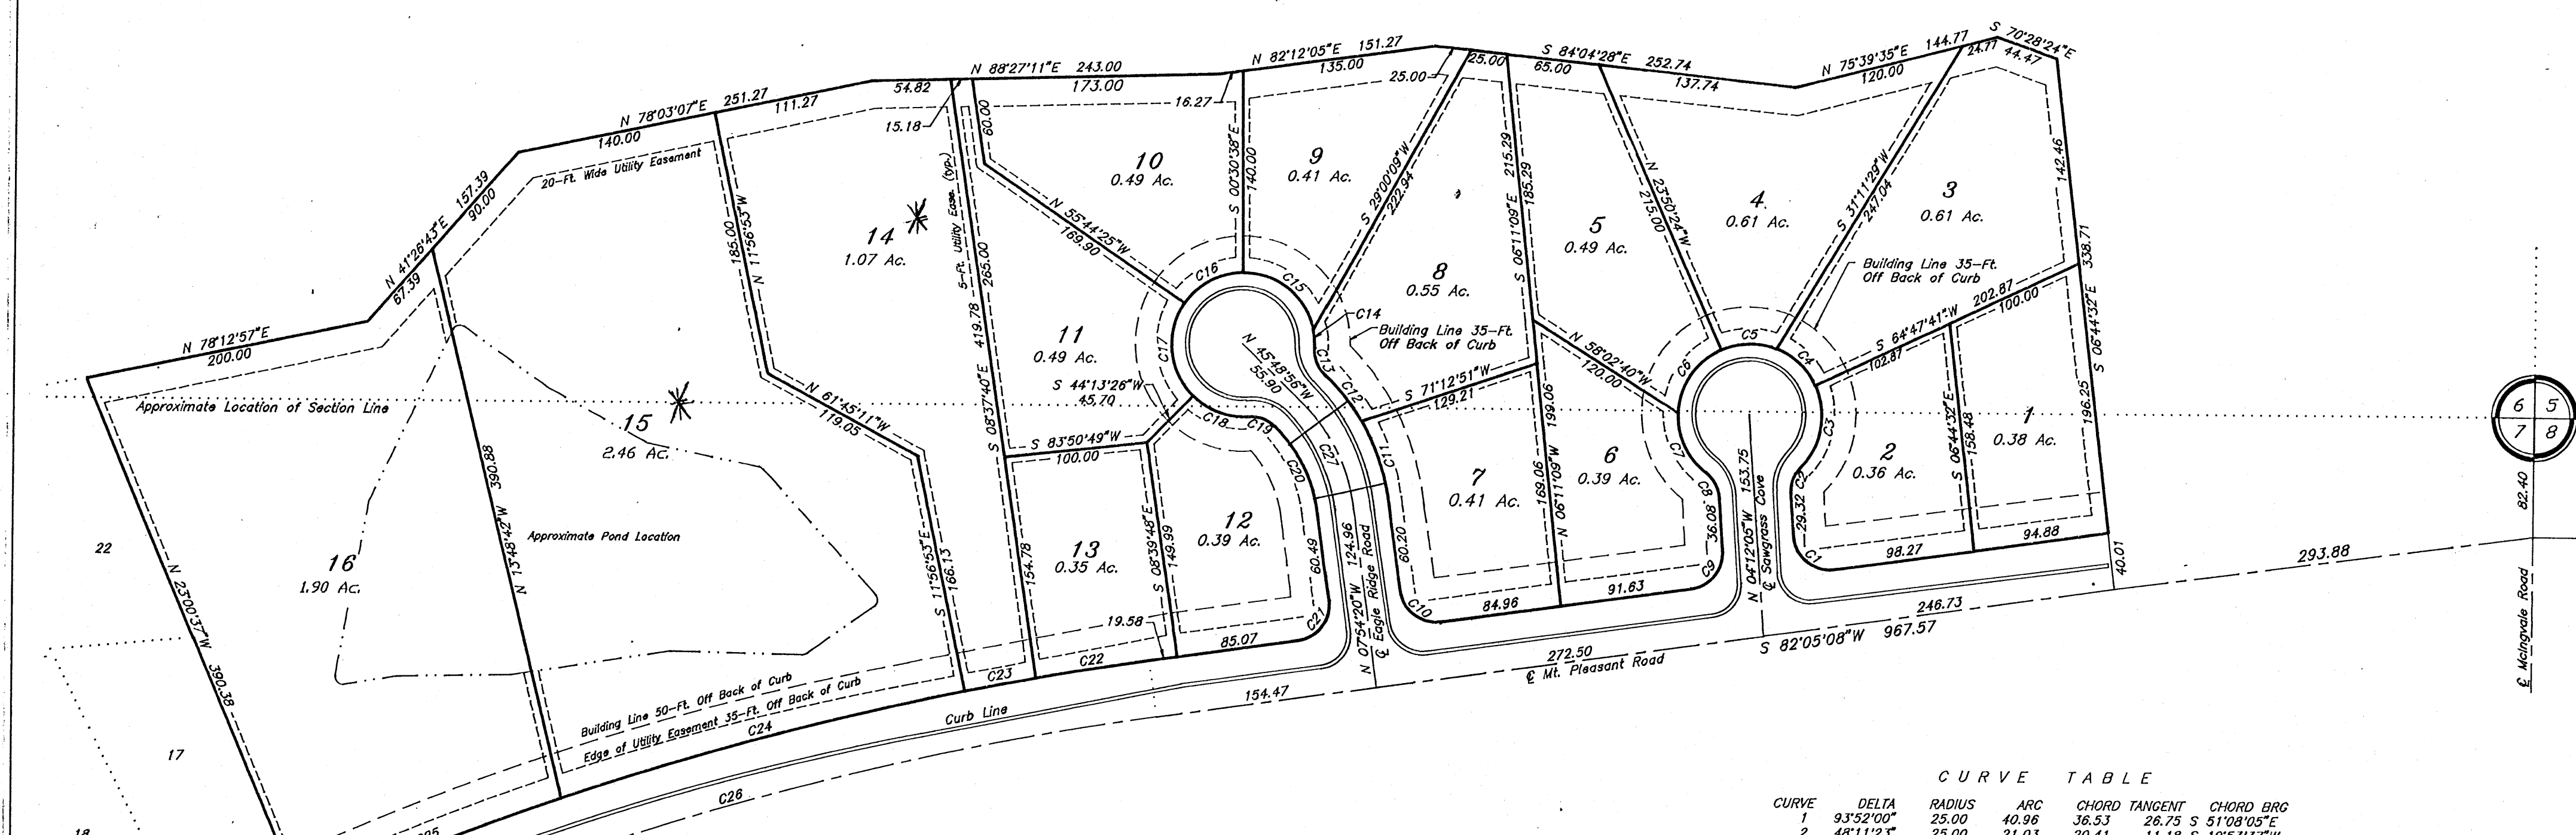 N 78°12'57"E
200.00
N 41°26'43"E 157.39
67.39
90.00
N 78°03'07"E 251.27
140.00
111.27
54.82
15.18
N 88°27'11"E 243.00
173.00
16.27
N 82°12'05"E 151.27
135.00
25.00
25.00
S 84°04'28"E 252.74
65.00
137.74
N 75°39'35"E 144.77
120.00
24.77
S 70°28'24"E
44.47
20-Ft. Wide Utility Easement
Approximate Location of Section Line
22
17
18
16
1.90 Ac.
N 23°00'37"W 390.38
N 13°48'42"W 390.88
15
2.46 Ac.
Approximate Pond Location
185.00
N 11°56'53"W
N 61°45'11"W
119.05
S 11°56'53"E
166.13
14
1.07 Ac.
5-Ft. Utility Ease. (typ.)
265.00
S 08°37'40"E 419.78
154.78
60.00
10
0.49 Ac.
N 55°44'25"W
169.90
11
0.49 Ac.
S 44°13'26"W
45.70
S 83°50'49"W
100.00
13
0.35 Ac.
S 08°39'48"E
149.99
12
0.39 Ac.
19.58
85.07
60.49
C16
C15
C14
C13
C12
C11
C17
C18
C19
C20
C21
C22
C23
C24
C26
C27
N 45°48'56"W
55.90
S 00°30'38"E
140.00
9
0.41 Ac.
S 29°00'09"W
222.94
8
0.55 Ac.
Building Line 35-Ft.
Off Back of Curb
S 06°11'09"E 215.29
185.29
S 71°12'51"W
129.21
7
0.41 Ac.
199.06
169.06
N 06°11'09"W
60.20
C10
84.96
N 07°54'20"W 124.96
℄ Eagle Ridge Road
5
0.49 Ac.
N 23°50'24"W
215.00
N 58°02'40"W
120.00
6
0.39 Ac.
C7
C6
C5
C4
C3
C2
C1
C8
C9
36.08
91.63
4
0.61 Ac.
S 31°11'29"W
247.04
3
0.61 Ac.
Building Line 35-Ft.
Off Back of Curb
142.46
338.71
S 06°44'32"E
196.25
S 64°47'41"W 202.87
102.87
100.00
2
0.36 Ac.
S 06°44'32"E
158.48
1
0.38 Ac.
29.32
98.27
94.88
40.01
N 04°12'05"W 153.75
℄ Sawgrass Cove
Building Line 50-Ft. Off Back of Curb
Edge of Utility Easement 35-Ft. Off Back of Curb
Curb Line
154.47
272.50
℄ Mt. Pleasant Road
S 82°05'08"W 967.57
246.73
293.88
6 5
7 8
82.40
℄ McIngvale Road
CURVE TABLE
CURVE DELTA RADIUS ARC CHORD TANGENT CHORD BRG
1 93°52'00" 25.00 40.96 36.53 26.75 S 51°08'05"E
2 48°11'23" 25.00 21.03 20.41 11.18